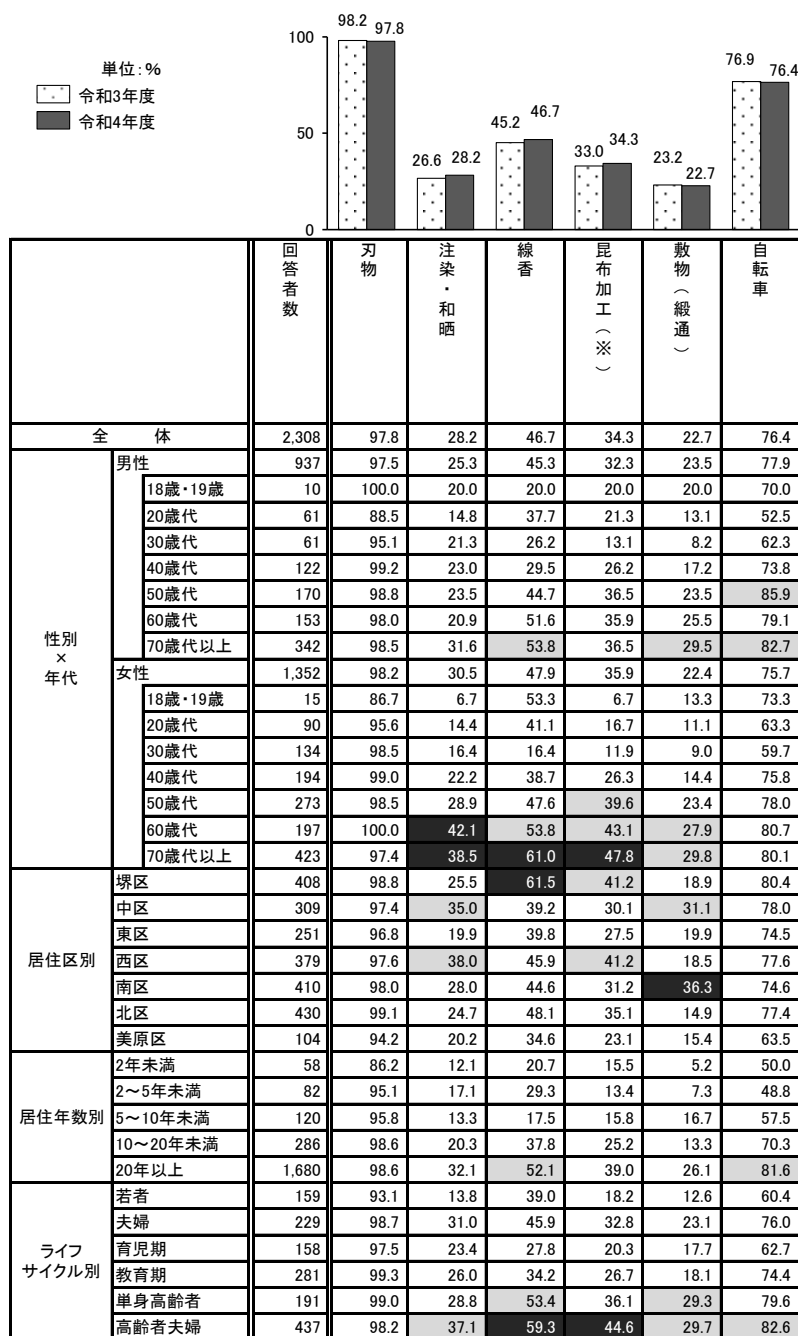 単位：%
令和3年度
令和4年度
100
50
0
98.2 97.8
26.6 28.2
45.2 46.7
33.0 34.3
23.2 22.7
76.9 76.4
回答者数 刃物 注染・和晒 線香 昆布加工（※） 敷物（緞通） 自転車
全体 2,308 97.8 28.2 46.7 34.3 22.7 76.4
性別×年代
男性 937 97.5 25.3 45.3 32.3 23.5 77.9
18歳・19歳 10 100.0 20.0 20.0 20.0 20.0 70.0
20歳代 61 88.5 14.8 37.7 21.3 13.1 52.5
30歳代 61 95.1 21.3 26.2 13.1 8.2 62.3
40歳代 122 99.2 23.0 29.5 26.2 17.2 73.8
50歳代 170 98.8 23.5 44.7 36.5 23.5 85.9
60歳代 153 98.0 20.9 51.6 35.9 25.5 79.1
70歳代以上 342 98.5 31.6 53.8 36.5 29.5 82.7
女性 1,352 98.2 30.5 47.9 35.9 22.4 75.7
18歳・19歳 15 86.7 6.7 53.3 6.7 13.3 73.3
20歳代 90 95.6 14.4 41.1 16.7 11.1 63.3
30歳代 134 98.5 16.4 16.4 11.9 9.0 59.7
40歳代 194 99.0 22.2 38.7 26.3 14.4 75.8
50歳代 273 98.5 28.9 47.6 39.6 23.4 78.0
60歳代 197 100.0 42.1 53.8 43.1 27.9 80.7
70歳代以上 423 97.4 38.5 61.0 47.8 29.8 80.1
居住区別
堺区 408 98.8 25.5 61.5 41.2 18.9 80.4
中区 309 97.4 35.0 39.2 30.1 31.1 78.0
東区 251 96.8 19.9 39.8 27.5 19.9 74.5
西区 379 97.6 38.0 45.9 41.2 18.5 77.6
南区 410 98.0 28.0 44.6 31.2 36.3 74.6
北区 430 99.1 24.7 48.1 35.1 14.9 77.4
美原区 104 94.2 20.2 34.6 23.1 15.4 63.5
居住年数別
2年未満 58 86.2 12.1 20.7 15.5 5.2 50.0
2～5年未満 82 95.1 17.1 29.3 13.4 7.3 48.8
5～10年未満 120 95.8 13.3 17.5 15.8 16.7 57.5
10～20年未満 286 98.6 20.3 37.8 25.2 13.3 70.3
20年以上 1,680 98.6 32.1 52.1 39.0 26.1 81.6
ライフサイクル別
若者 159 93.1 13.8 39.0 18.2 12.6 60.4
夫婦 229 98.7 31.0 45.9 32.8 23.1 76.0
育児期 158 97.5 23.4 27.8 20.3 17.7 62.7
教育期 281 99.3 26.0 34.2 26.7 18.1 74.4
単身高齢者 191 99.0 28.8 53.4 36.1 29.3 79.6
高齢者夫婦 437 98.2 37.1 59.3 44.6 29.7 82.6